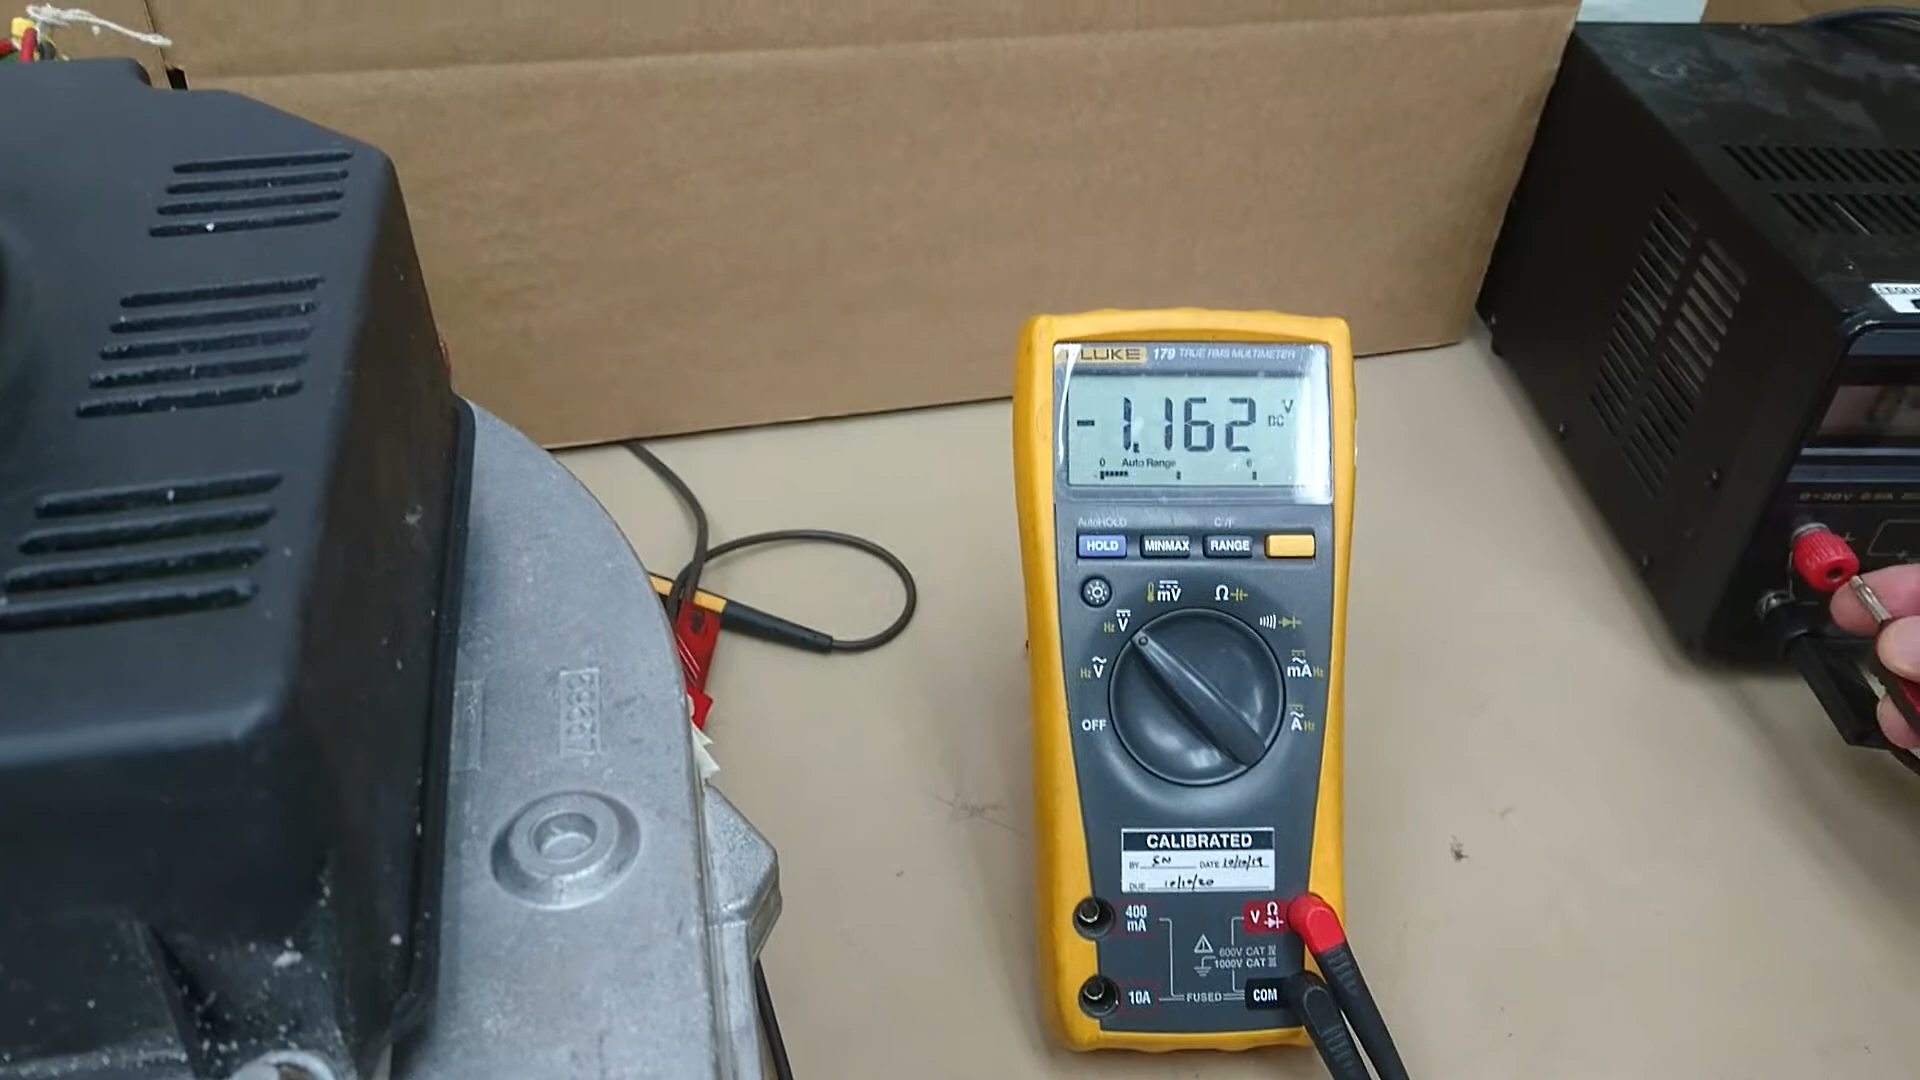 FLUKE 179 TRUE RMS MULTIMETER
-1.162 DC V
0 Auto Range 6
AutoHOLD °C/°F
HOLD MINMAX RANGE
mV Ω
Hz V
Hz V mA Hz
OFF A Hz
CALIBRATED
BY SN DATE 10/10/19
DUE 10/10/20
400 mA V Ω
600V CAT IV
1000V CAT III
10A FUSED COM
0-30V